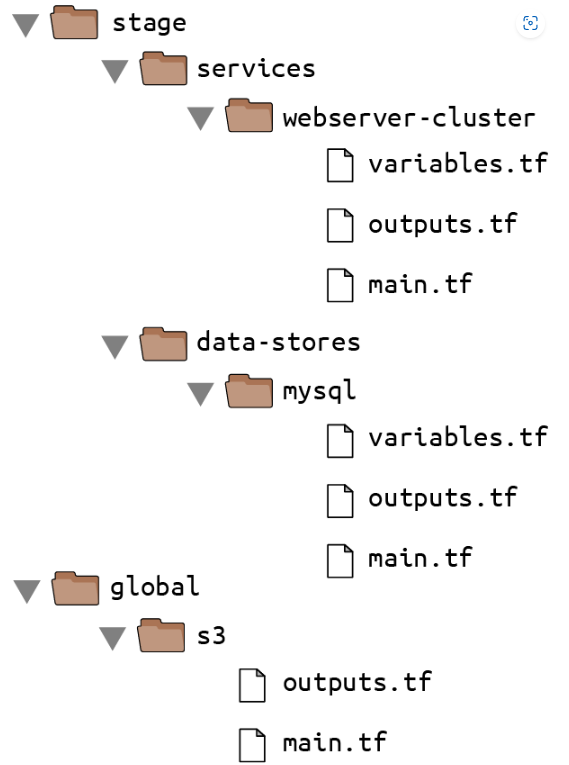 stage
services
webserver-cluster
variables.tf
outputs.tf
main.tf
data-stores
mysql
variables.tf
outputs.tf
main.tf
global
s3
outputs.tf
main.tf